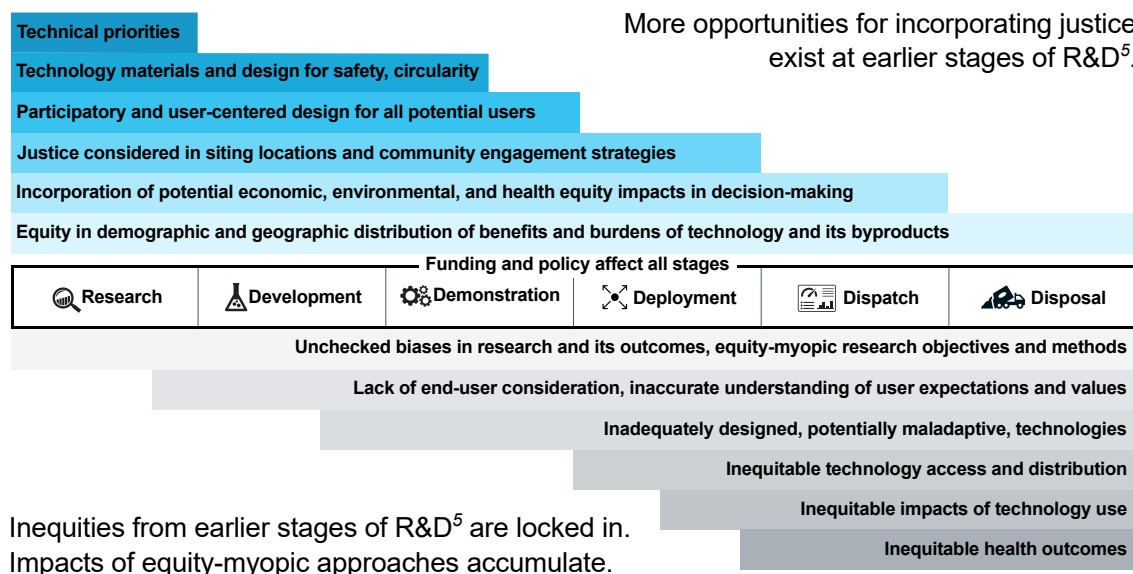 Technical priorities
More opportunities for incorporating justice
exist at earlier stages of R&D⁵.
Technology materials and design for safety, circularity
Participatory and user-centered design for all potential users
Justice considered in siting locations and community engagement strategies
Incorporation of potential economic, environmental, and health equity impacts in decision-making
Equity in demographic and geographic distribution of benefits and burdens of technology and its byproducts
Funding and policy affect all stages
Research
Development
Demonstration
Deployment
Dispatch
Disposal
Unchecked biases in research and its outcomes, equity-myopic research objectives and methods
Lack of end-user consideration, inaccurate understanding of user expectations and values
Inadequately designed, potentially maladaptive, technologies
Inequitable technology access and distribution
Inequitable impacts of technology use
Inequitable health outcomes
Inequities from earlier stages of R&D⁵ are locked in.
Impacts of equity-myopic approaches accumulate.